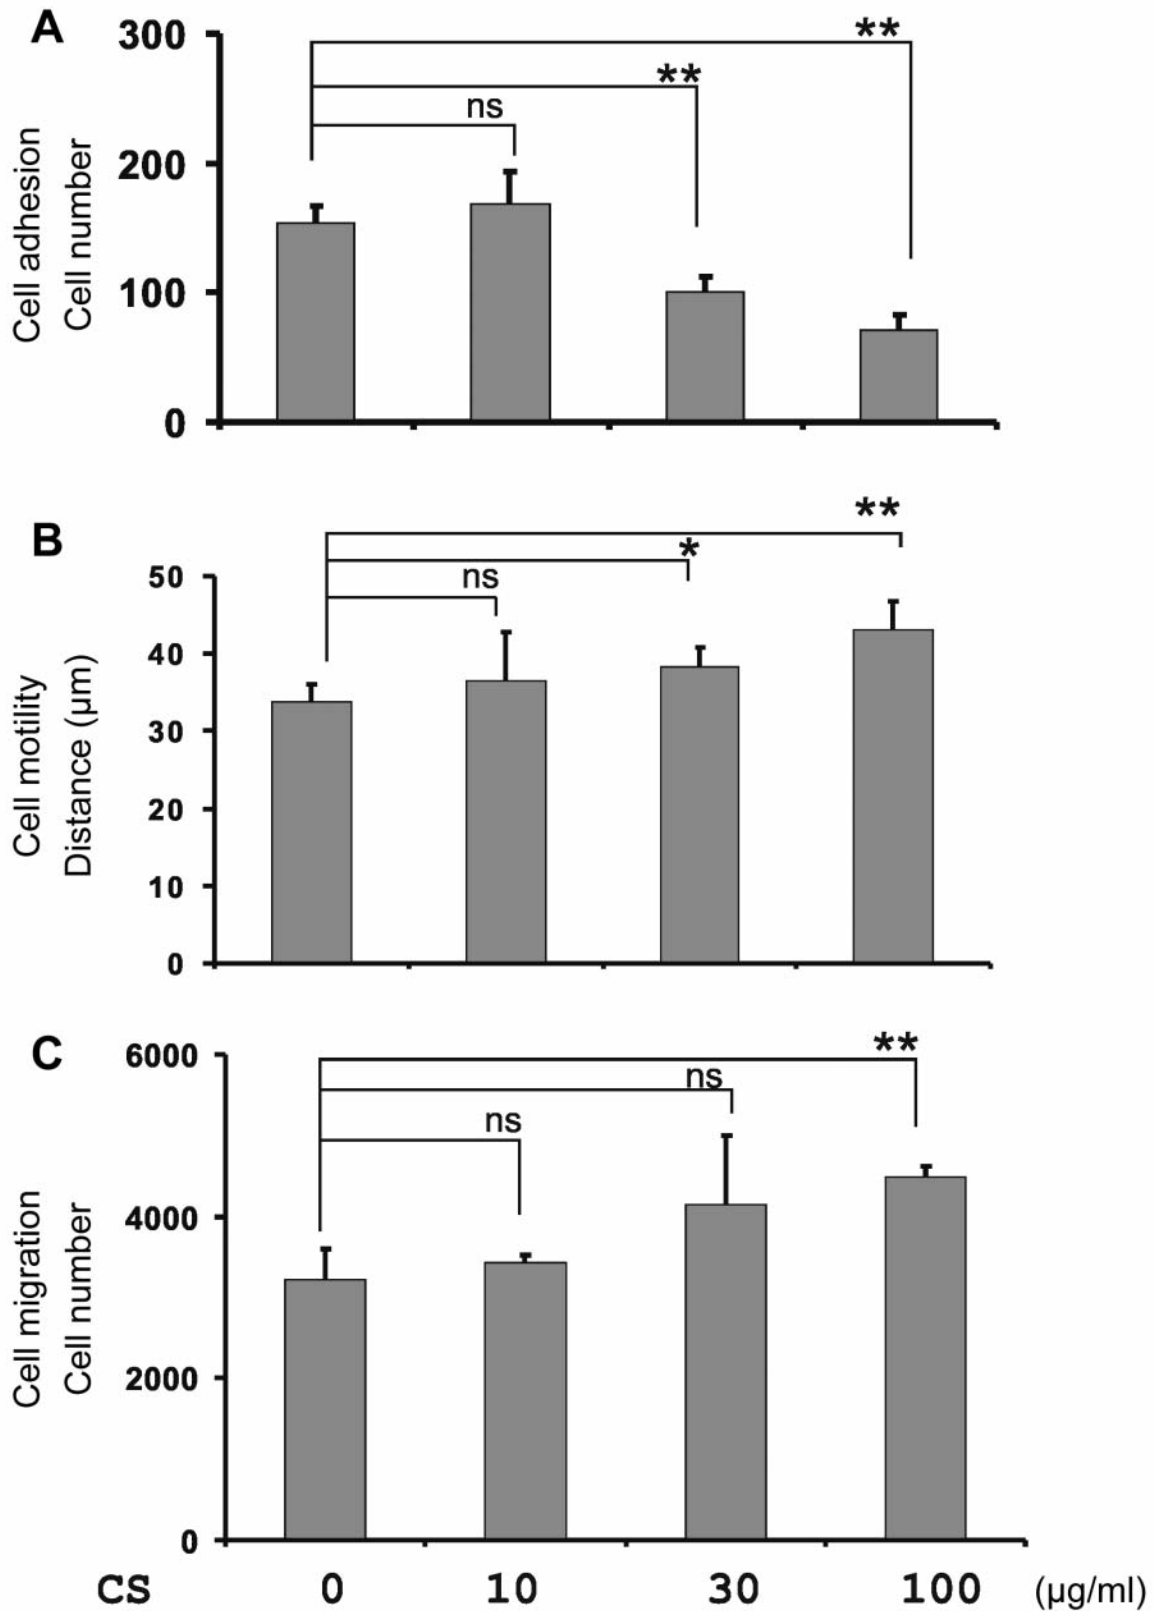 A
300
**
**
ns
200
100
0
Cell adhesion
Cell number
B
**
*
ns
50
40
30
20
10
0
Cell motility
Distance (µm)
C
6000
**
ns
ns
4000
2000
0
Cell migration
Cell number
CS 0 10 30 100 (µg/ml)